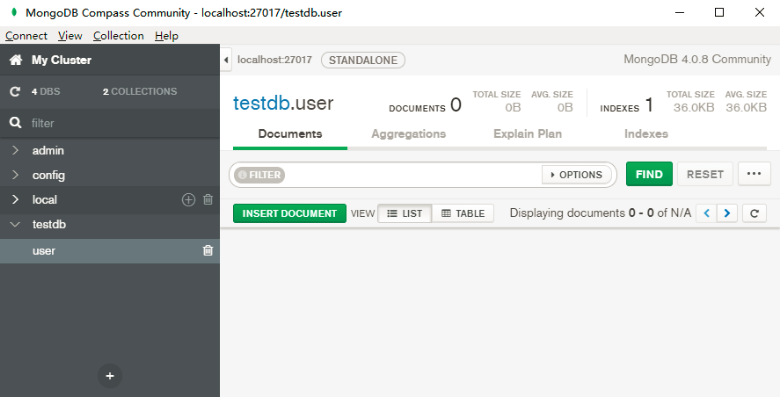 MongoDB Compass Community - localhost:27017/testdb.user
Connect View Collection Help
My Cluster
localhost:27017 STANDALONE MongoDB 4.0.8 Community
4 DBS 2 COLLECTIONS
filter
testdb.user
DOCUMENTS 0 TOTAL SIZE 0B AVG. SIZE 0B INDEXES 1 TOTAL SIZE 36.0KB AVG. SIZE 36.0KB
Documents Aggregations Explain Plan Indexes
admin
config
local
testdb
user
FILTER OPTIONS FIND RESET ...
INSERT DOCUMENT VIEW LIST TABLE Displaying documents 0 - 0 of N/A